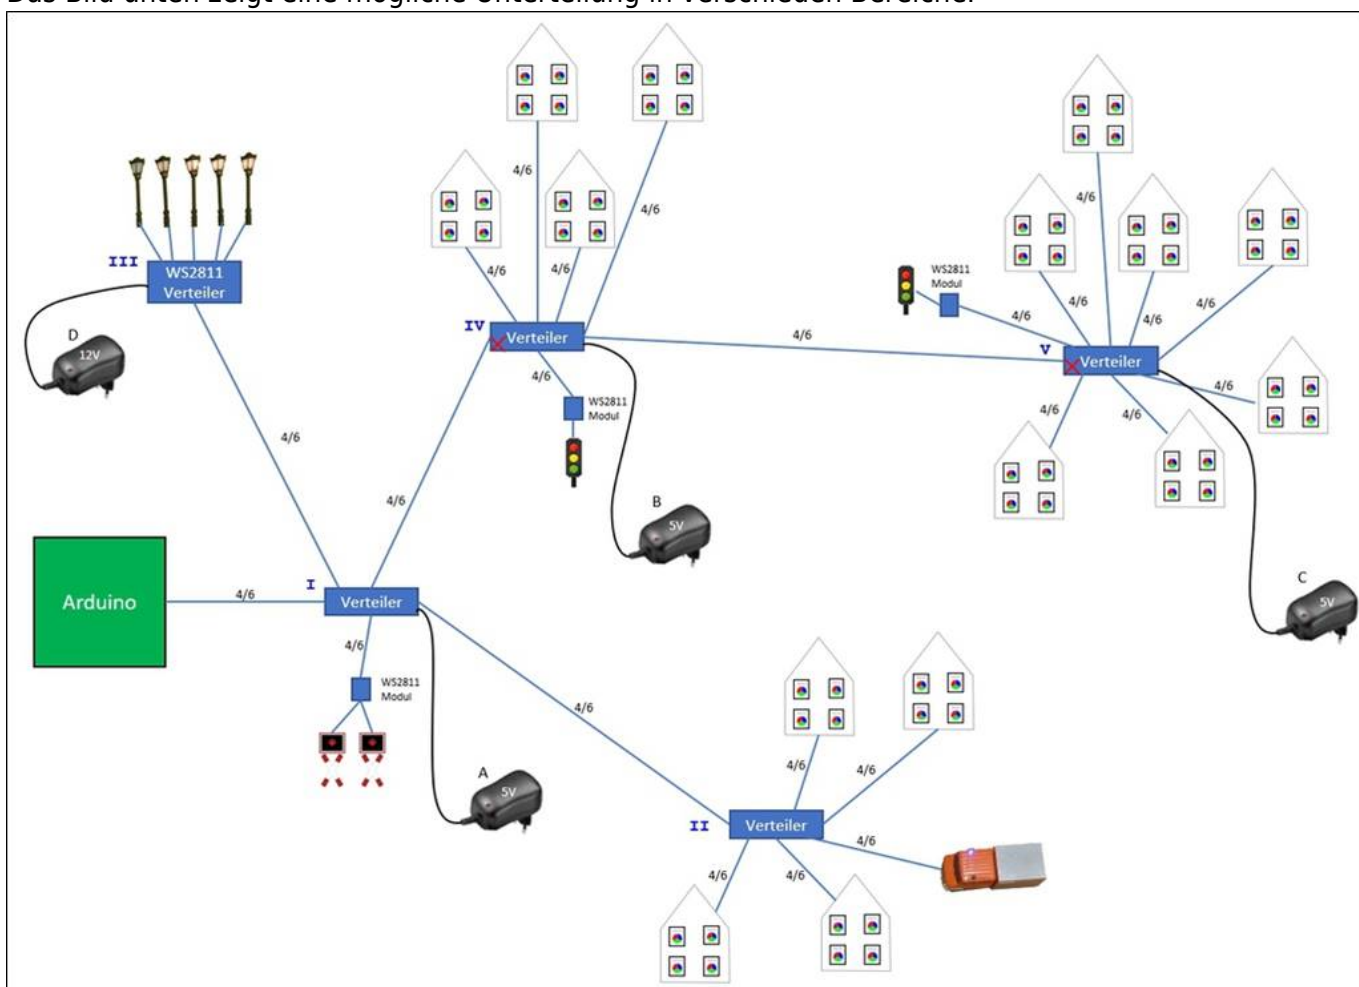 Das Bild unten zeigt eine mögliche Unterteilung in verschieden Bereiche.
4/6
4/6
III
WS2811
Verteiler
D
12V
4/6
4/6
4/6
IV
Verteiler
4/6
WS2811
Modul
B
5V
4/6
4/6
WS2811
Modul
4/6
4/6
4/6
4/6
4/6
V
Verteiler
4/6
4/6
4/6
C
5V
4/6
Arduino
4/6
I
Verteiler
4/6
WS2811
Modul
A
5V
4/6
4/6
4/6
II
Verteiler
4/6
4/6
4/6